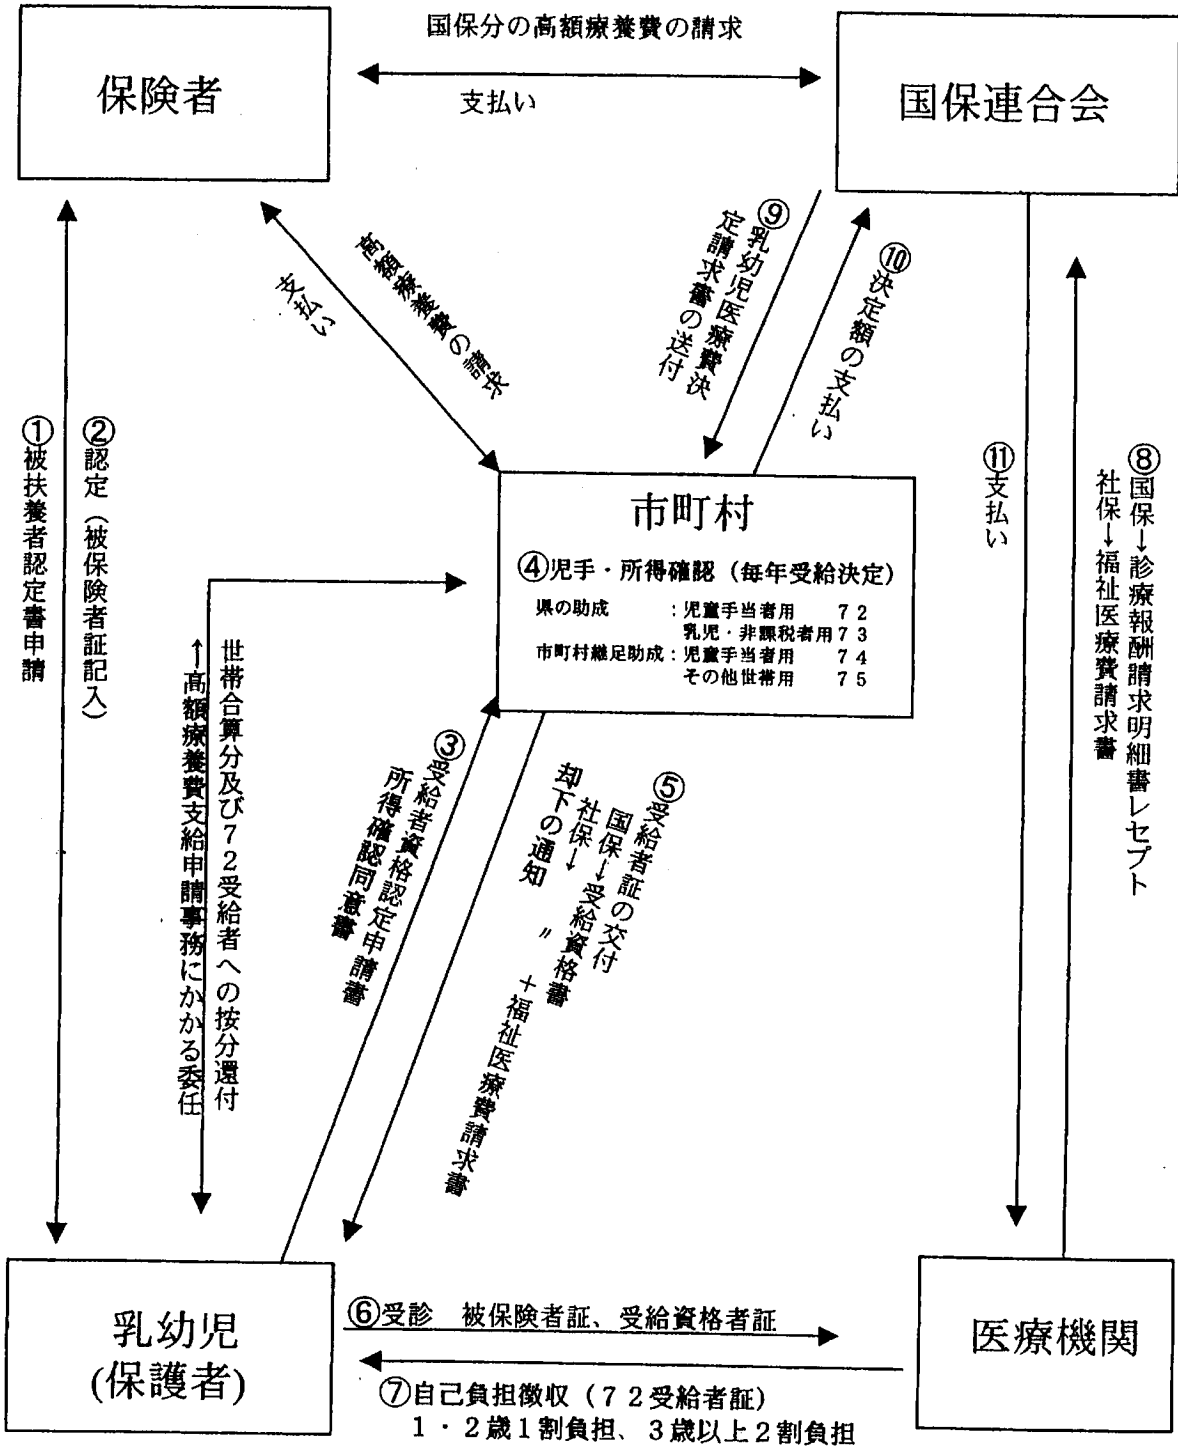 国保分の高額療養費の請求
保険者
支払い
国保連合会
高額療養費の請求
支払い
⑨乳幼児医療費決
定請求書の送付
⑩決定額の支払い
①被扶養者認定書申請
②認定（被保険者証記入）
⑪支払い
⑧国保→診療報酬請求明細書レセプト
社保→福祉医療費請求書
市町村
④児手・所得確認（毎年受給決定）
県の助成　　　：児童手当者用　　７２
乳児・非課税者用７３
市町村継足助成：児童手当者用　　７４
その他世帯用　　７５
世帯合算分及び７２受給者への按分還付
←高額療養費支給申請事務にかかる委任
③受給者資格認定申請書
所得確認同意書
⑤受給者証の交付
国保→受給資格書
社保→　　〃　＋福祉医療費請求書
却下の通知
乳幼児
(保護者)
⑥受診　被保険者証、受給資格者証
医療機関
⑦自己負担徴収（７２受給者証）
１・２歳１割負担、３歳以上２割負担